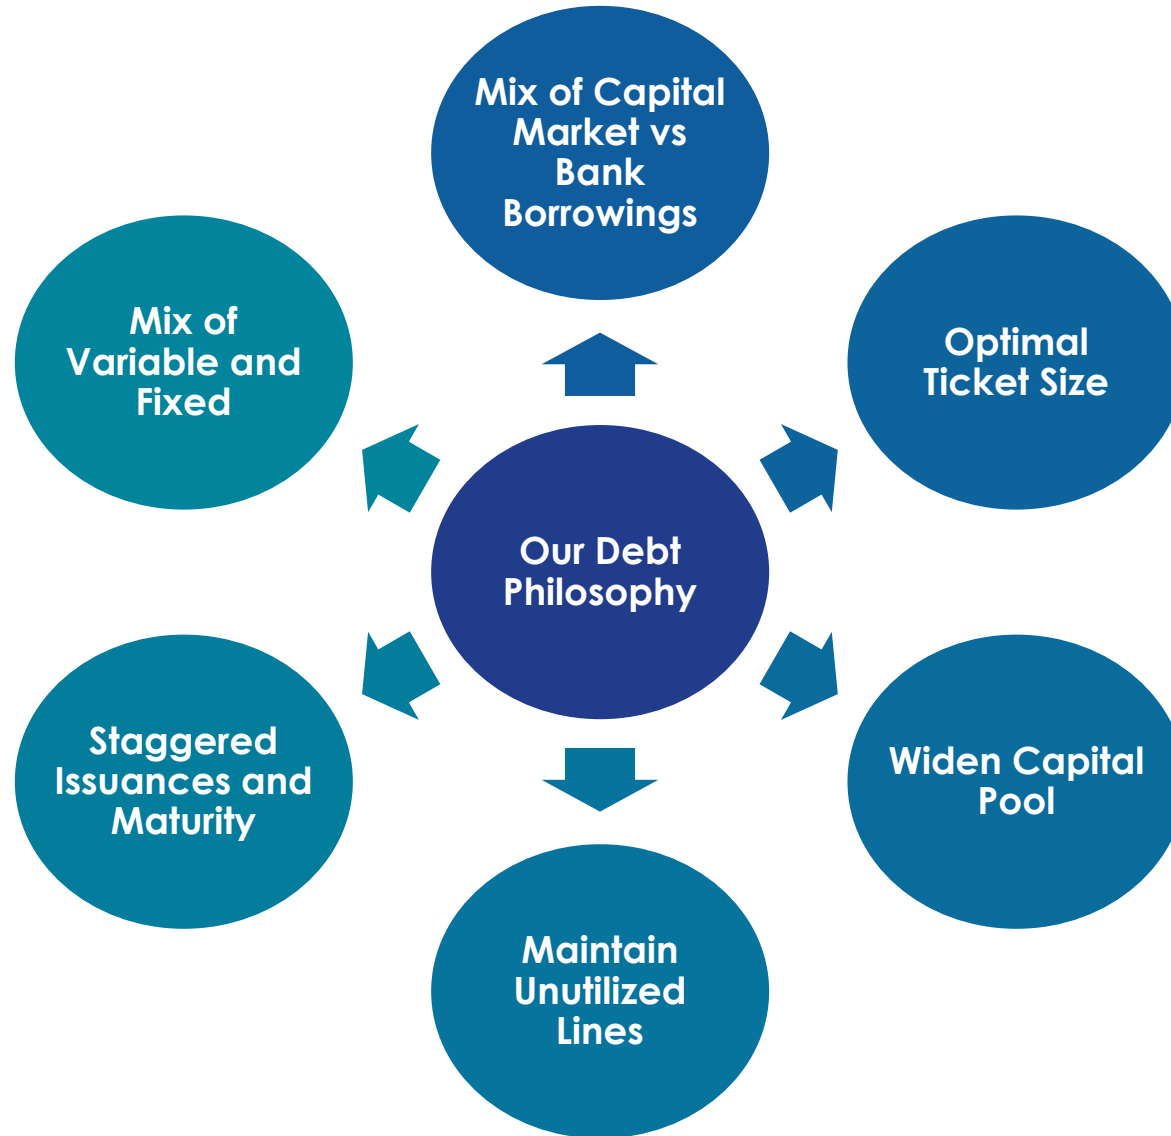 Mix of Capital
Market vs
Bank
Borrowings
Optimal
Ticket Size
Widen Capital
Pool
Maintain
Unutilized
Lines
Staggered
Issuances and
Maturity
Mix of
Variable and
Fixed
Our Debt
Philosophy